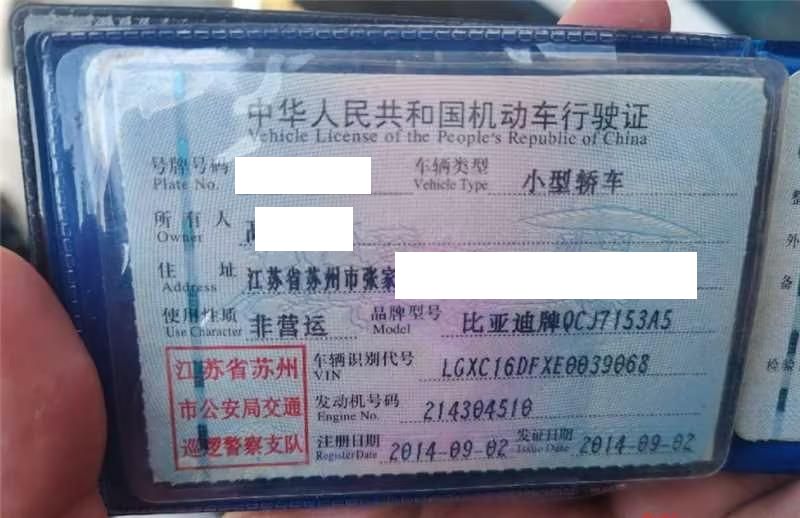 中华人民共和国机动车行驶证
Vehicle License of the People's Republic of China
号牌号码 车辆类型 小型轿车
Plate No. Vehicle Type
所有人
Owner
住址 江苏省苏州市张家
Address
使用性质 非营运 品牌型号 比亚迪牌QCJ7153A5
Use Character Model
江苏省苏州
市公安局交通
巡逻警察支队
车辆识别代号 LGXC16DFXE0039068
VIN
发动机号码 214304510
Engine No.
注册日期 2014-09-02 发证日期 2014-09-02
Register Date Issue Date
整
外
备
检验